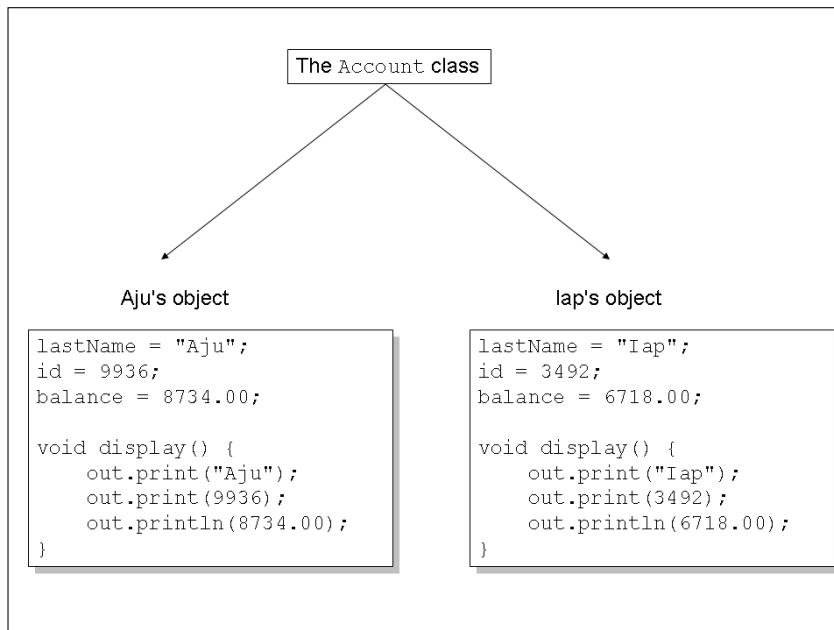 The Account class
Aju's object
lastName = "Aju";
id = 9936;
balance = 8734.00;
void display() {
    out.print("Aju");
    out.print(9936);
    out.println(8734.00);
}
Iap's object
lastName = "Iap";
id = 3492;
balance = 6718.00;
void display() {
    out.print("Iap");
    out.print(3492);
    out.println(6718.00);
}